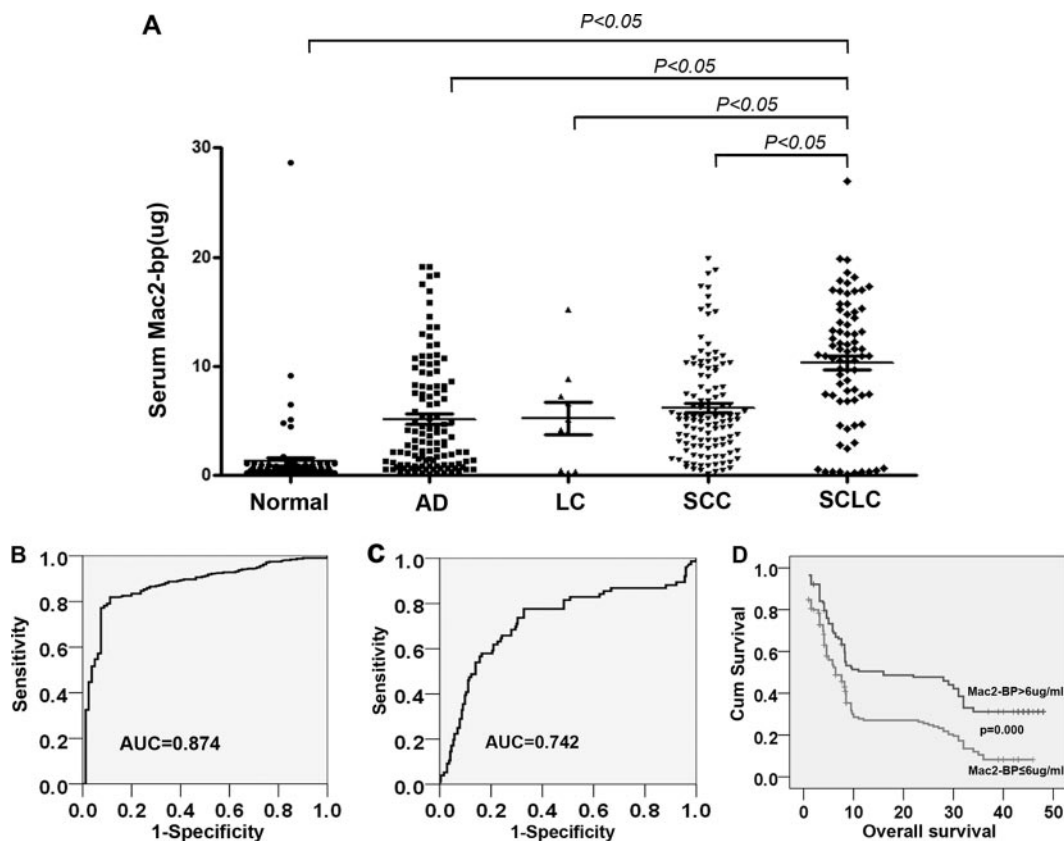 A
P<0.05
P<0.05
P<0.05
P<0.05
Serum Mac2-bp(ug)
30
20
10
0
Normal AD LC SCC SCLC
B
Sensitivity
1.0
0.8
0.6
0.4
0.2
0.0
AUC=0.874
0.0 0.2 0.4 0.6 0.8 1.0
1-Specificity
C
Sensitivity
1.0
0.8
0.6
0.4
0.2
0.0
AUC=0.742
0.0 0.2 0.4 0.6 0.8 1.0
1-Specificity
D
Cum Survival
1.0
0.8
0.6
0.4
0.2
0.0
Mac2-BP>6ug/ml
p=0.000
Mac2-BP≤6ug/ml
0 10 20 30 40 50
Overall survival